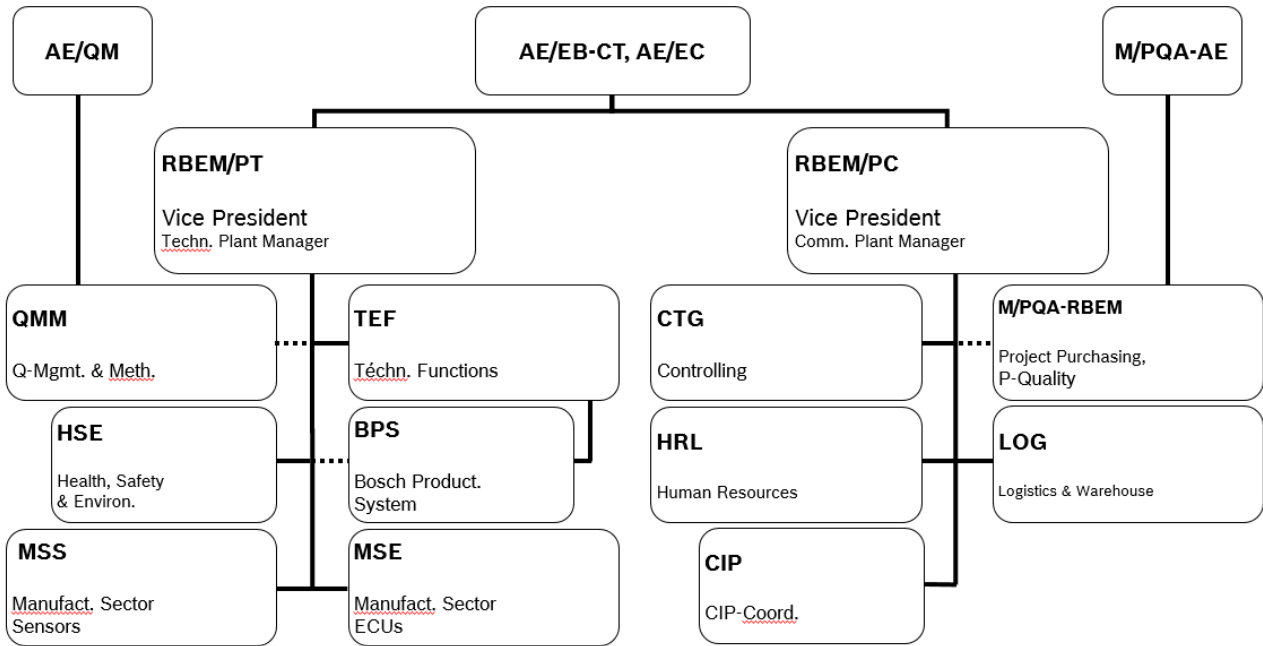 AE/QM
AE/EB-CT, AE/EC
M/PQA-AE
RBEM/PT
Vice President
Techn. Plant Manager
RBEM/PC
Vice President
Comm. Plant Manager
QMM
Q-Mgmt. & Meth.
TEF
Téchn. Functions
CTG
Controlling
M/PQA-RBEM
Project Purchasing,
P-Quality
HSE
Health, Safety
& Environ.
BPS
Bosch Product.
System
HRL
Human Resources
LOG
Logistics & Warehouse
MSS
Manufact. Sector
Sensors
MSE
Manufact. Sector
ECUs
CIP
CIP-Coord.